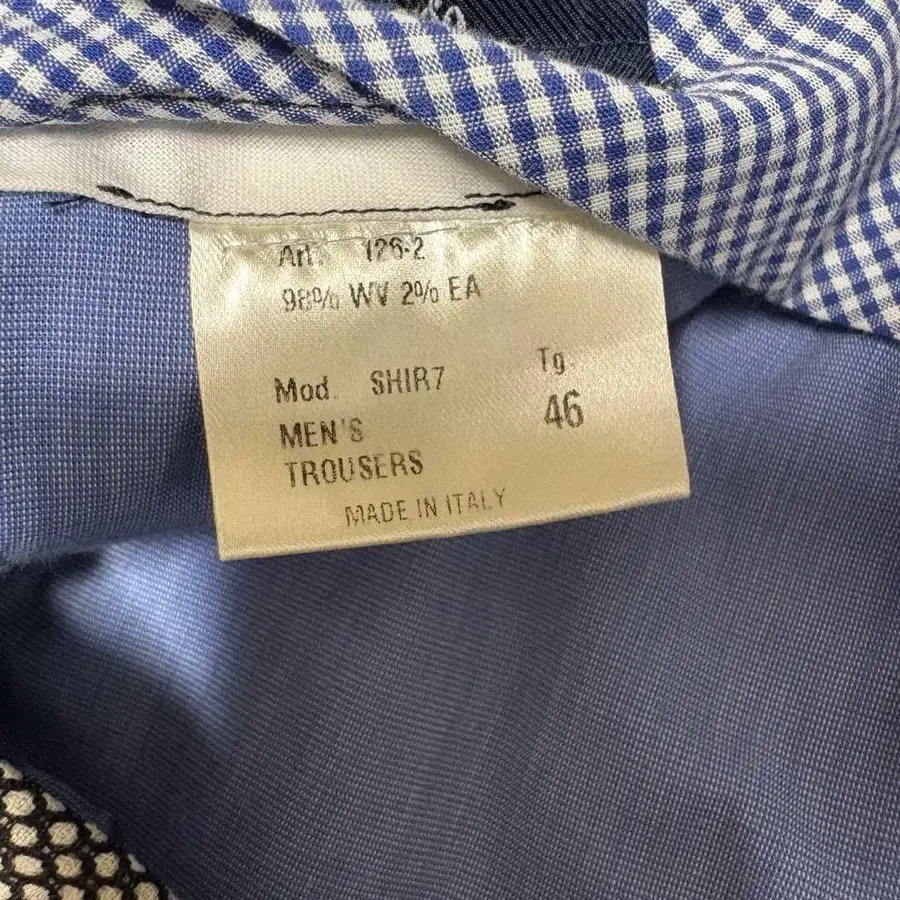 Art. 126-2
98% WV 2% EA
Mod. SHIR7
Tg.
46
MEN'S
TROUSERS
MADE IN ITALY